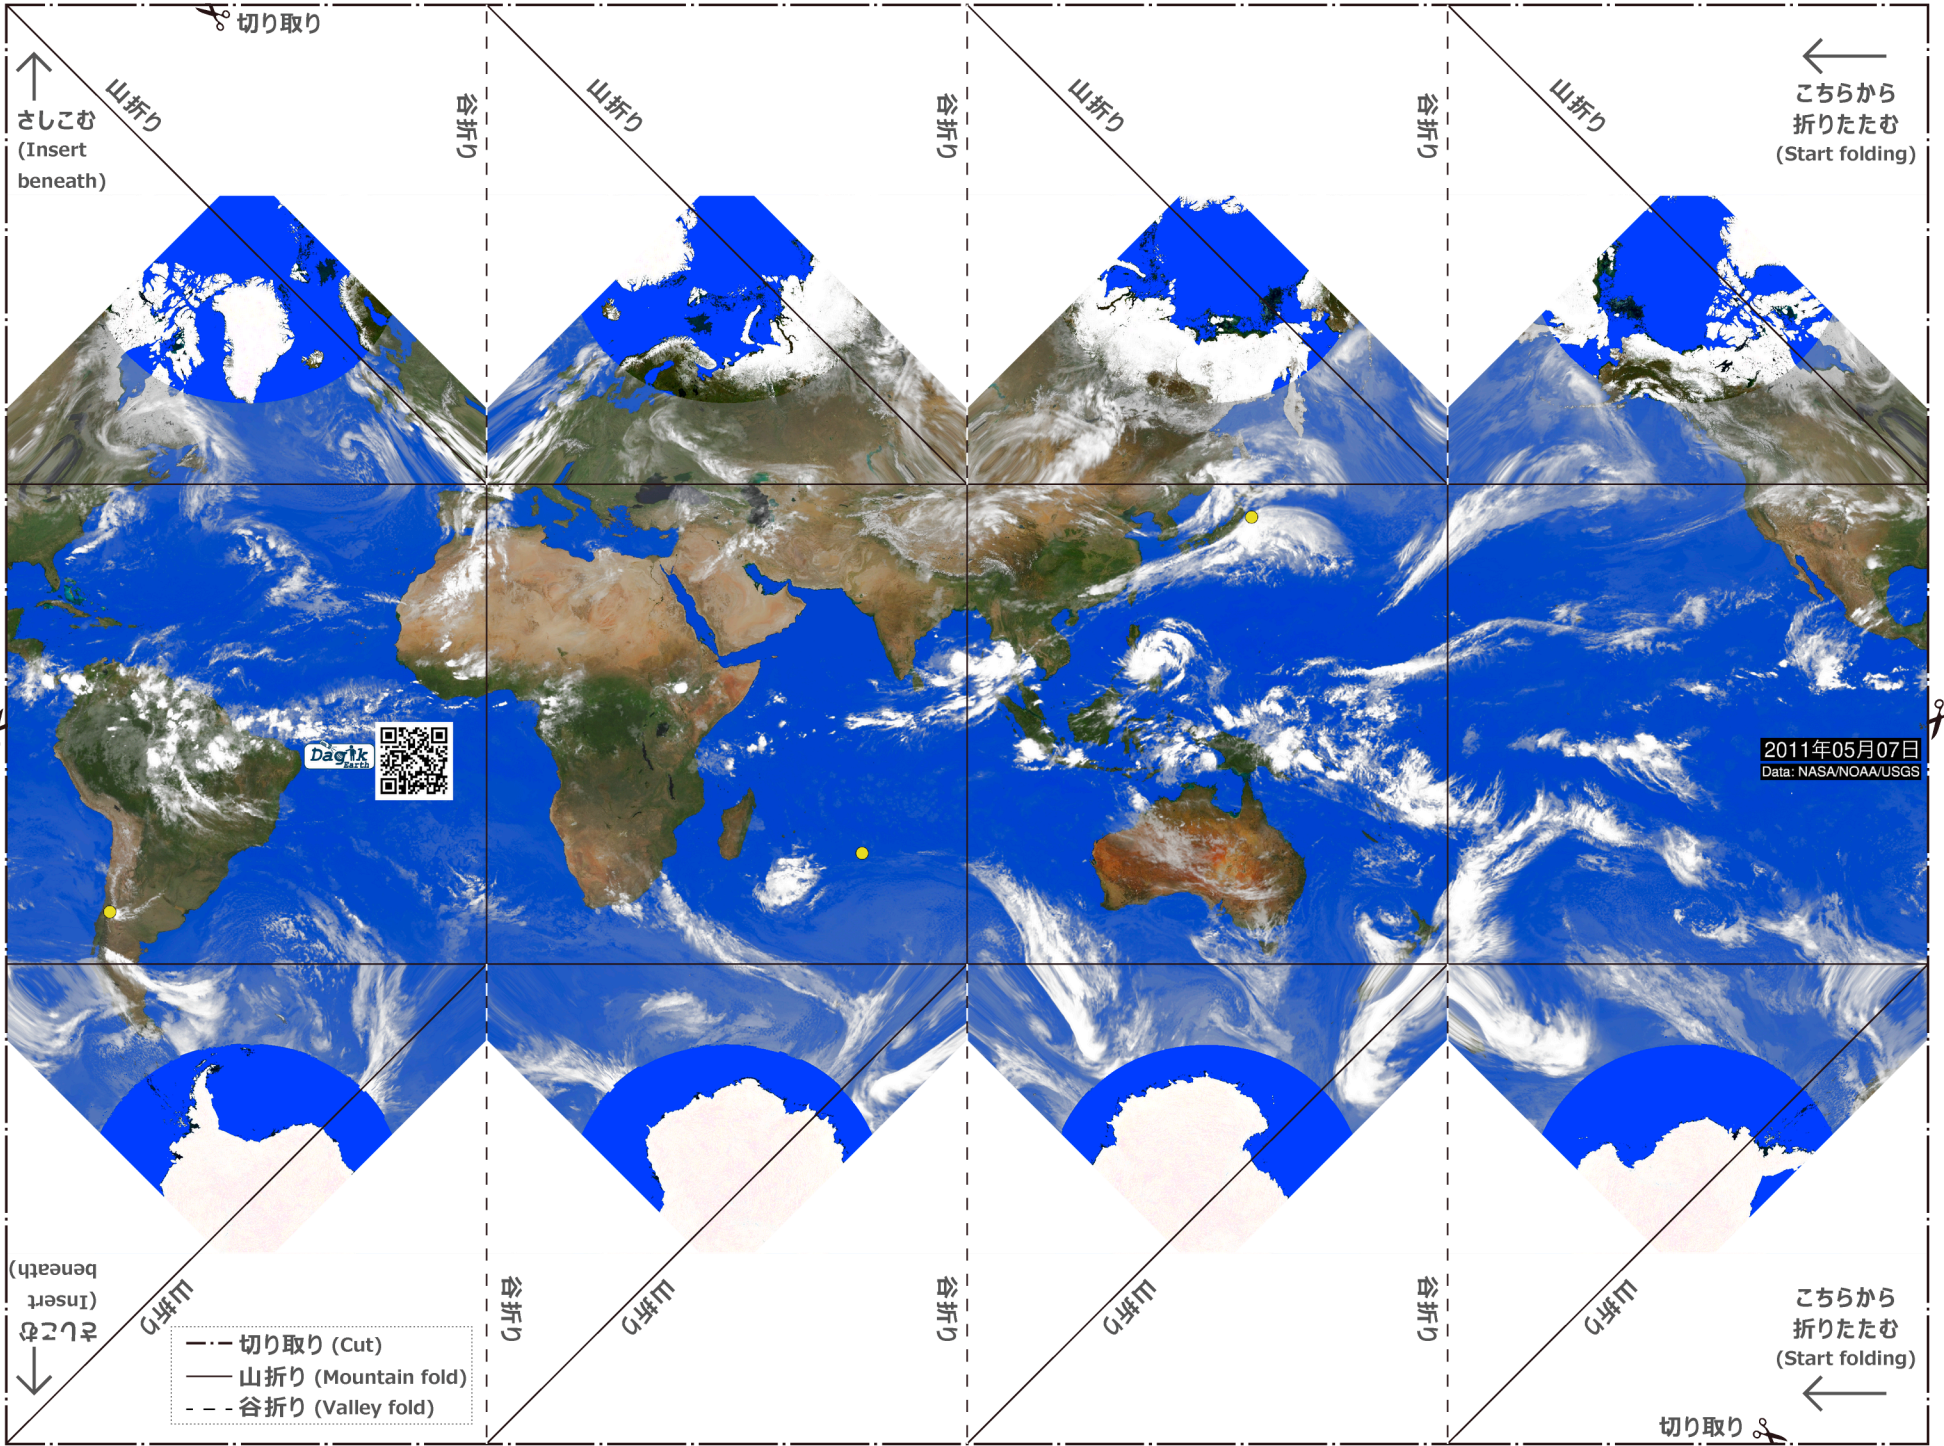 切り取り
山折り
谷折り
山折り
谷折り
山折り
谷折り
山折り
さしこむ
(Insert
beneath)
こちらから
折りたたむ
(Start folding)
Dagik
Earth
2011年05月07日
Data: NASA/NOAA/USGS
さしこむ
(Insert
beneath)
山折り
谷折り
山折り
谷折り
山折り
谷折り
山折り
こちらから
折りたたむ
(Start folding)
切り取り (Cut)
山折り (Mountain fold)
谷折り (Valley fold)
切り取り